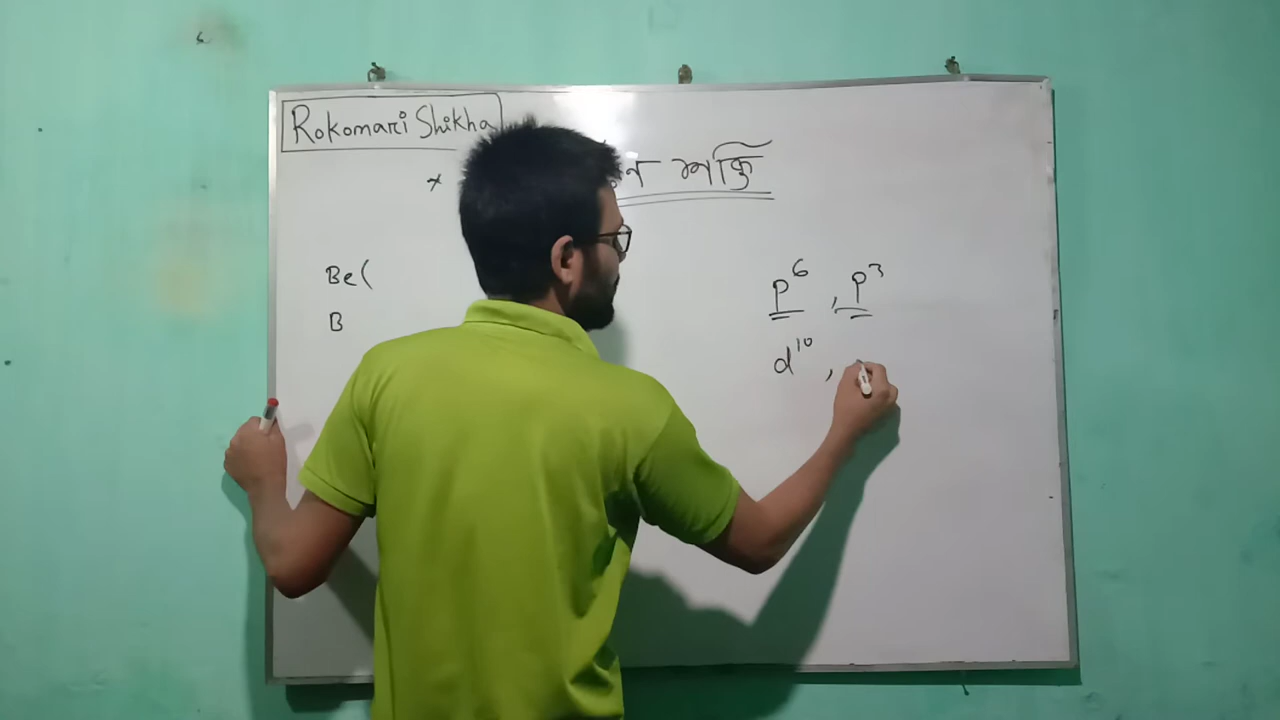 Rokomari Shikha
* শক্তি
Be(
B
p⁶, p³
d¹⁰,